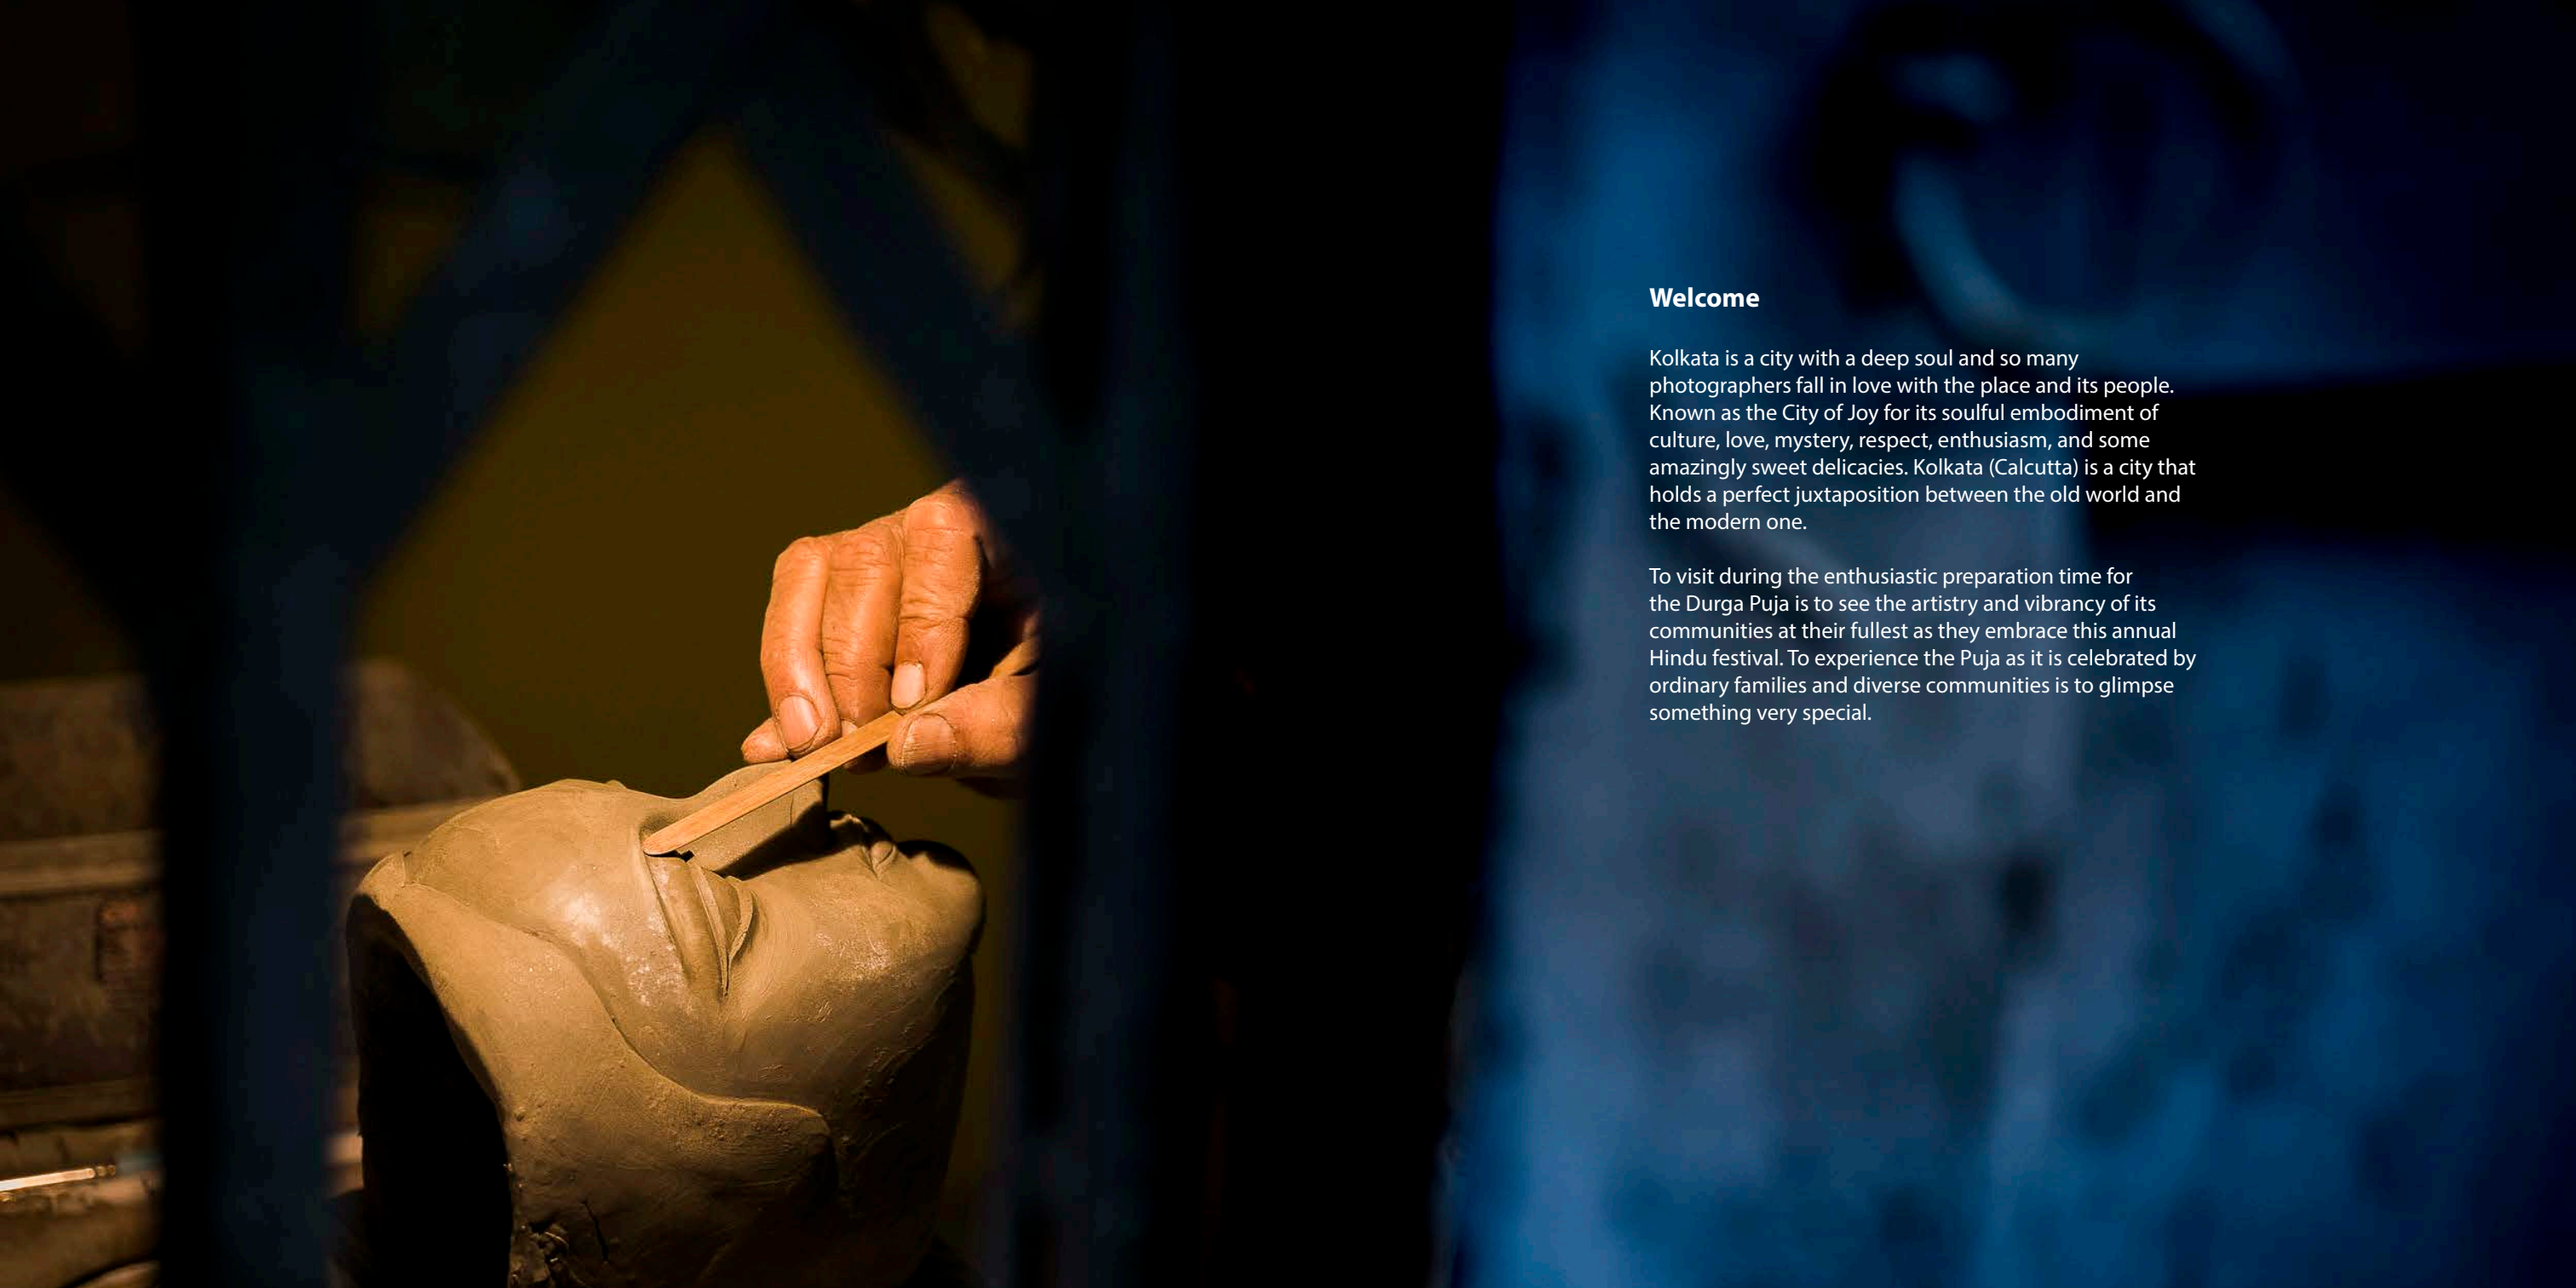 Welcome
Kolkata is a city with a deep soul and so many
photographers fall in love with the place and its people.
Known as the City of Joy for its soulful embodiment of
culture, love, mystery, respect, enthusiasm, and some
amazingly sweet delicacies. Kolkata (Calcutta) is a city that
holds a perfect juxtaposition between the old world and
the modern one.
To visit during the enthusiastic preparation time for
the Durga Puja is to see the artistry and vibrancy of its
communities at their fullest as they embrace this annual
Hindu festival. To experience the Puja as it is celebrated by
ordinary families and diverse communities is to glimpse
something very special.